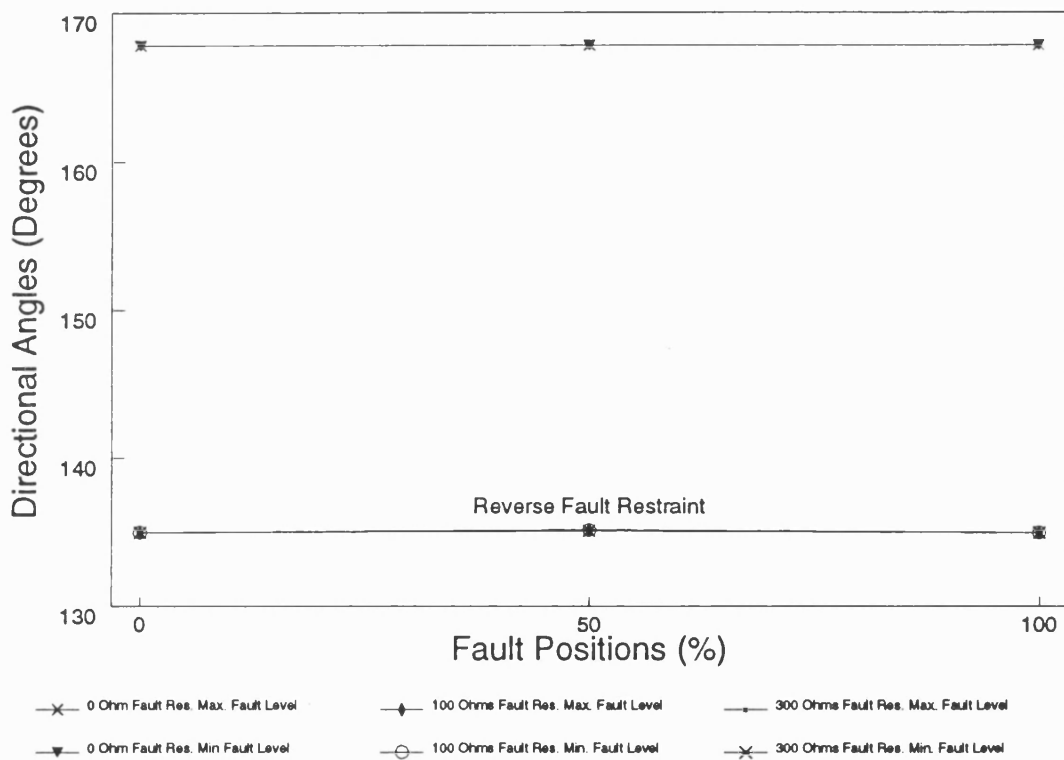 170
160
150
140
130
Directional Angles (Degrees)
Reverse Fault Restraint
0
50
100
Fault Positions (%)
0 Ohm Fault Res. Max. Fault Level
100 Ohms Fault Res. Max. Fault Level
300 Ohms Fault Res. Max. Fault Level
0 Ohm Fault Res. Min Fault Level
100 Ohms Fault Res. Min. Fault Level
300 Ohms Fault Res. Min. Fault Level